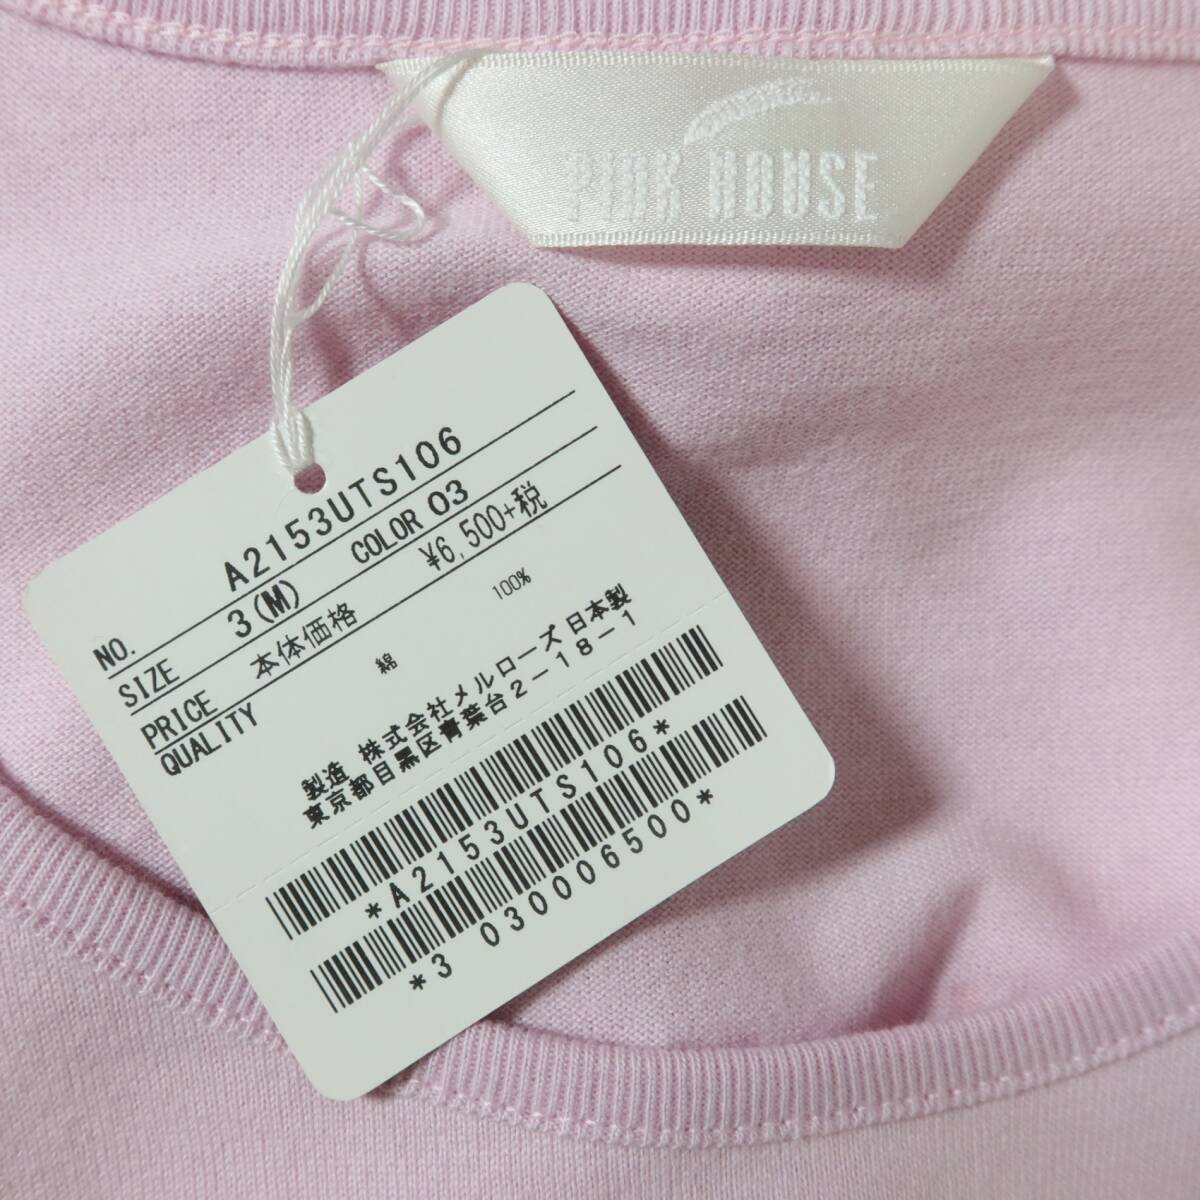 PINK HOUSE
NO. A2153UTS106
SIZE 3(M) COLOR 03
PRICE 本体価格 ¥6,500+税
QUALITY
綿 100%
製造 株式会社メルローズ 日本製
東京都目黒区青葉台2-18-1
*A2153UTS106*
*3 030006500*